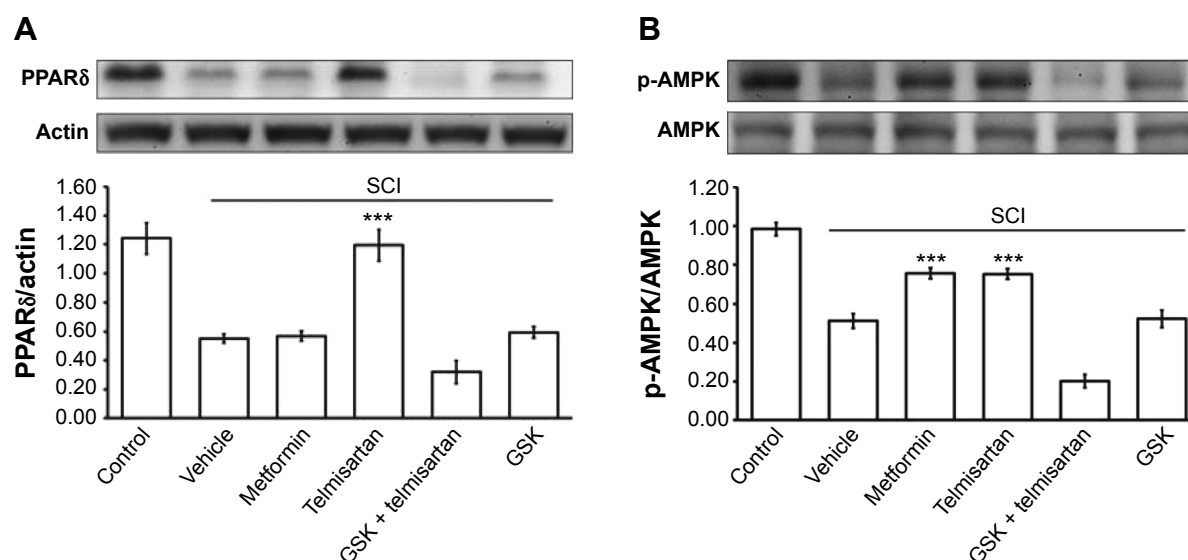 A
PPARδ
Actin
SCI
***
PPARδ/actin
1.60
1.40
1.20
1.00
0.80
0.60
0.40
0.20
0.00
Control
Vehicle
Metformin
Telmisartan
GSK + telmisartan
GSK
B
p-AMPK
AMPK
SCI
***
***
p-AMPK/AMPK
1.20
1.00
0.80
0.60
0.40
0.20
0.00
Control
Vehicle
Metformin
Telmisartan
GSK + telmisartan
GSK